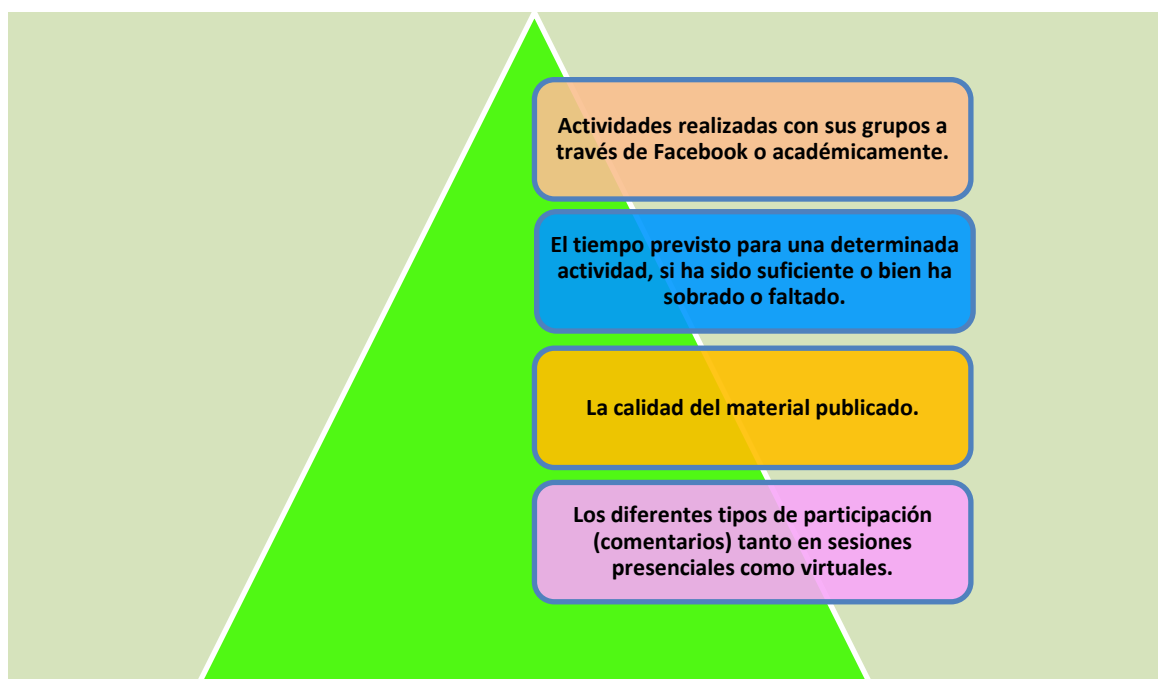 Actividades realizadas con sus grupos a
través de Facebook o académicamente.
El tiempo previsto para una determinada
actividad, si ha sido suficiente o bien ha
sobrado o faltado.
La calidad del material publicado.
Los diferentes tipos de participación
(comentarios) tanto en sesiones
presenciales como virtuales.